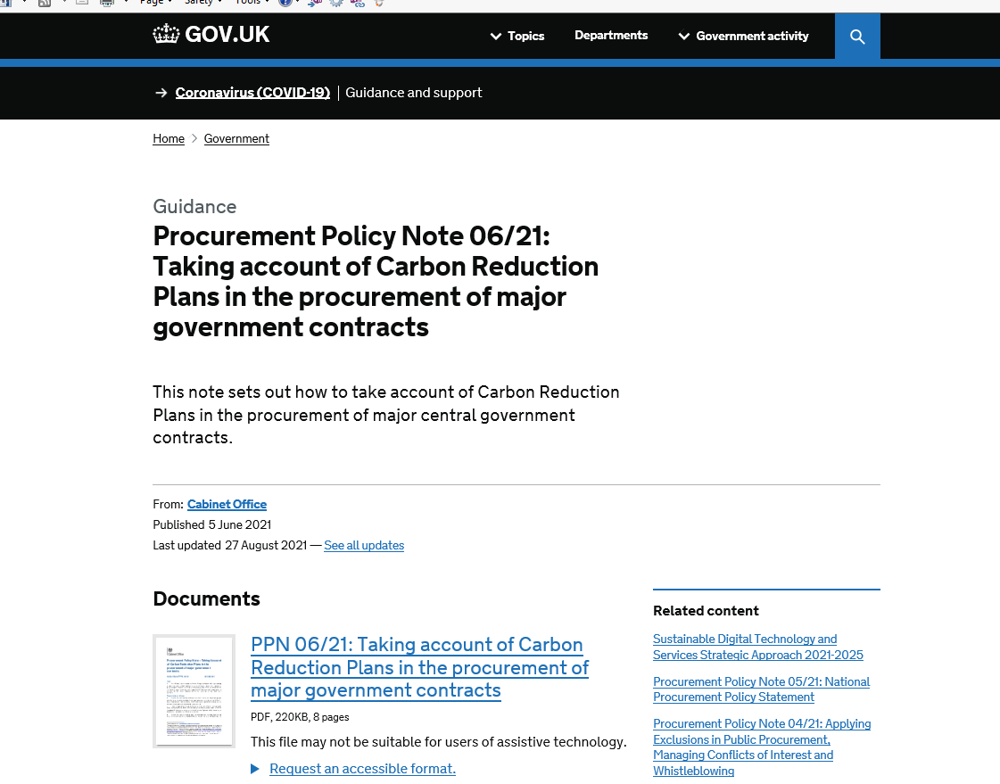 Page Safety Tools
GOV.UK
Topics Departments Government activity
Coronavirus (COVID-19) Guidance and support
Home Government
Guidance
Procurement Policy Note 06/21:
Taking account of Carbon Reduction
Plans in the procurement of major
government contracts
This note sets out how to take account of Carbon Reduction
Plans in the procurement of major central government
contracts.
From: Cabinet Office
Published 5 June 2021
Last updated 27 August 2021 — See all updates
Documents
PPN 06/21: Taking account of Carbon
Reduction Plans in the procurement of
major government contracts
PDF, 220KB, 8 pages
This file may not be suitable for users of assistive technology.
Request an accessible format.
Related content
Sustainable Digital Technology and
Services Strategic Approach 2021-2025
Procurement Policy Note 05/21: National
Procurement Policy Statement
Procurement Policy Note 04/21: Applying
Exclusions in Public Procurement,
Managing Conflicts of Interest and
Whistleblowing